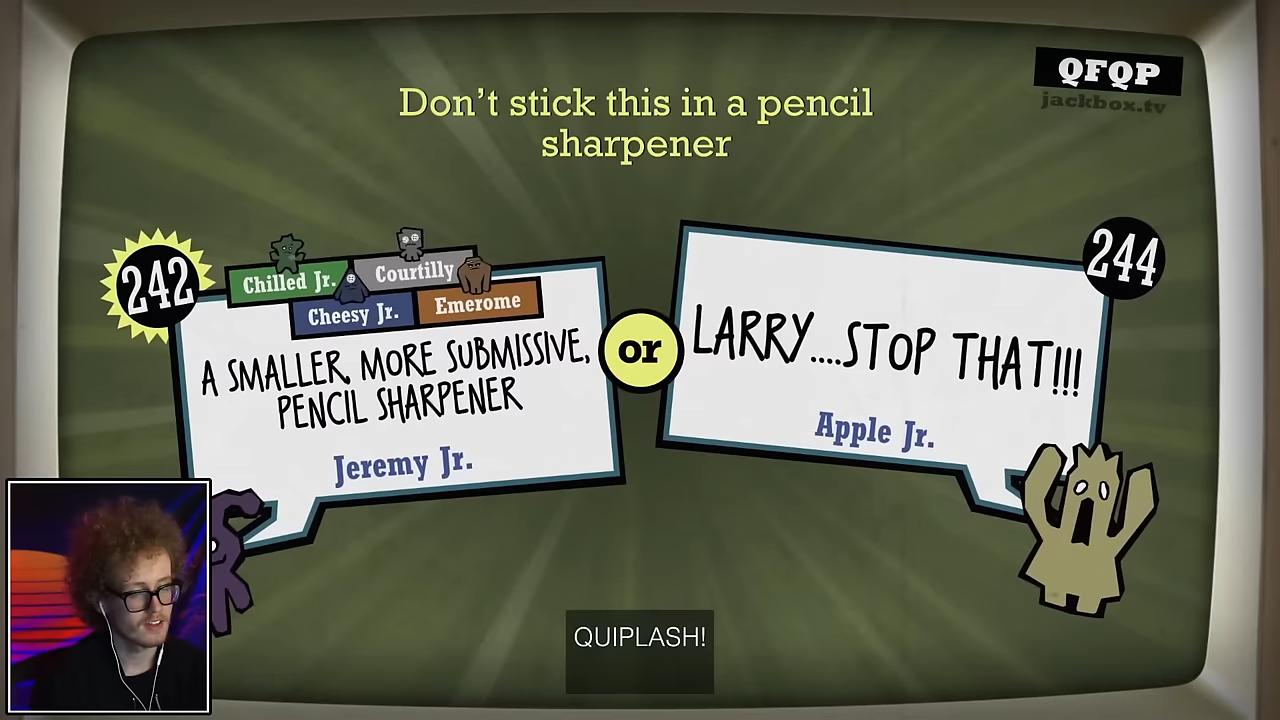 QFQP
jackbox.tv
Don't stick this in a pencil
sharpener
242
Chilled Jr.
Courtilly
Cheesy Jr.
Emerome
A SMALLER, MORE SUBMISSIVE,
PENCIL SHARPENER
Jeremy Jr.
or
244
LARRY....STOP THAT!!!
Apple Jr.
QUIPLASH!